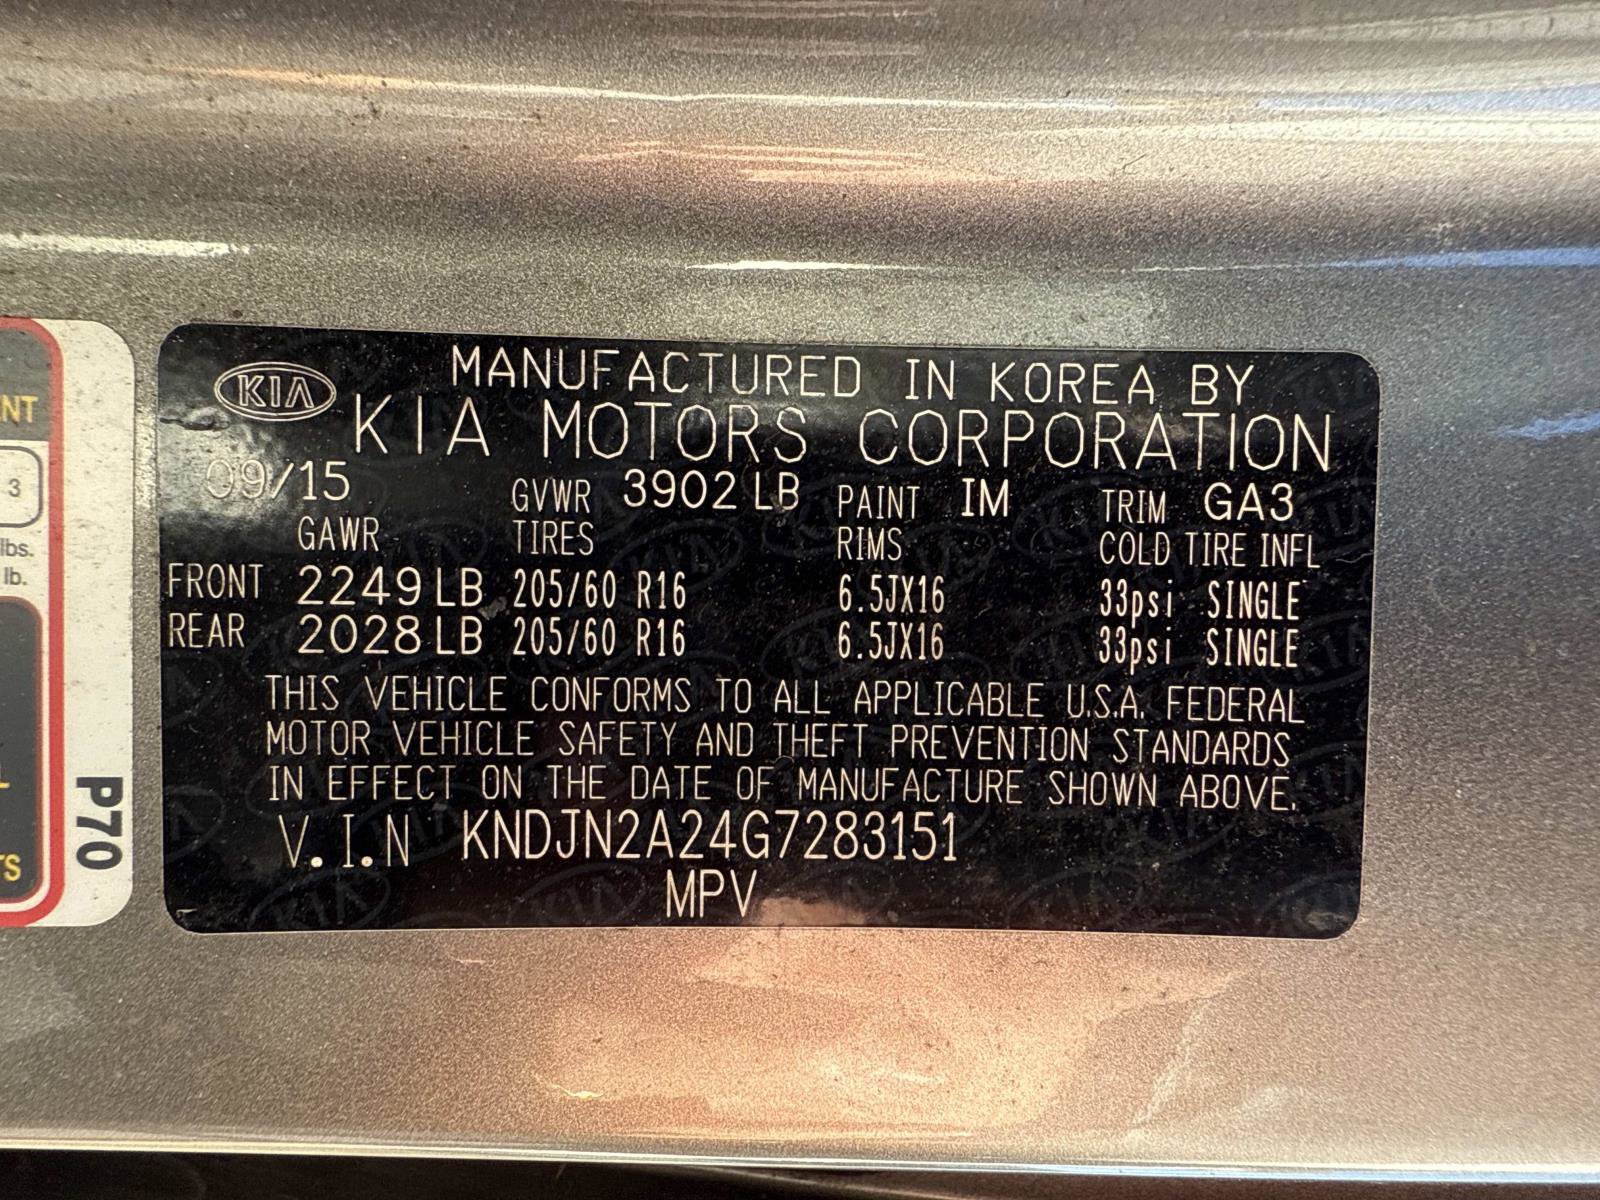 KIA
MANUFACTURED IN KOREA BY
KIA MOTORS CORPORATION
09/15 GVWR 3902 LB PAINT IM TRIM GA3
GAWR TIRES RIMS COLD TIRE INFL
FRONT 2249 LB 205/60 R16 6.5JX16 33psi SINGLE
REAR 2028 LB 205/60 R16 6.5JX16 33psi SINGLE
THIS VEHICLE CONFORMS TO ALL APPLICABLE U.S.A. FEDERAL
MOTOR VEHICLE SAFETY AND THEFT PREVENTION STANDARDS
IN EFFECT ON THE DATE OF MANUFACTURE SHOWN ABOVE.
V.I.N KNDJN2A24G7283151
MPV
3
lbs.
lb.
P70